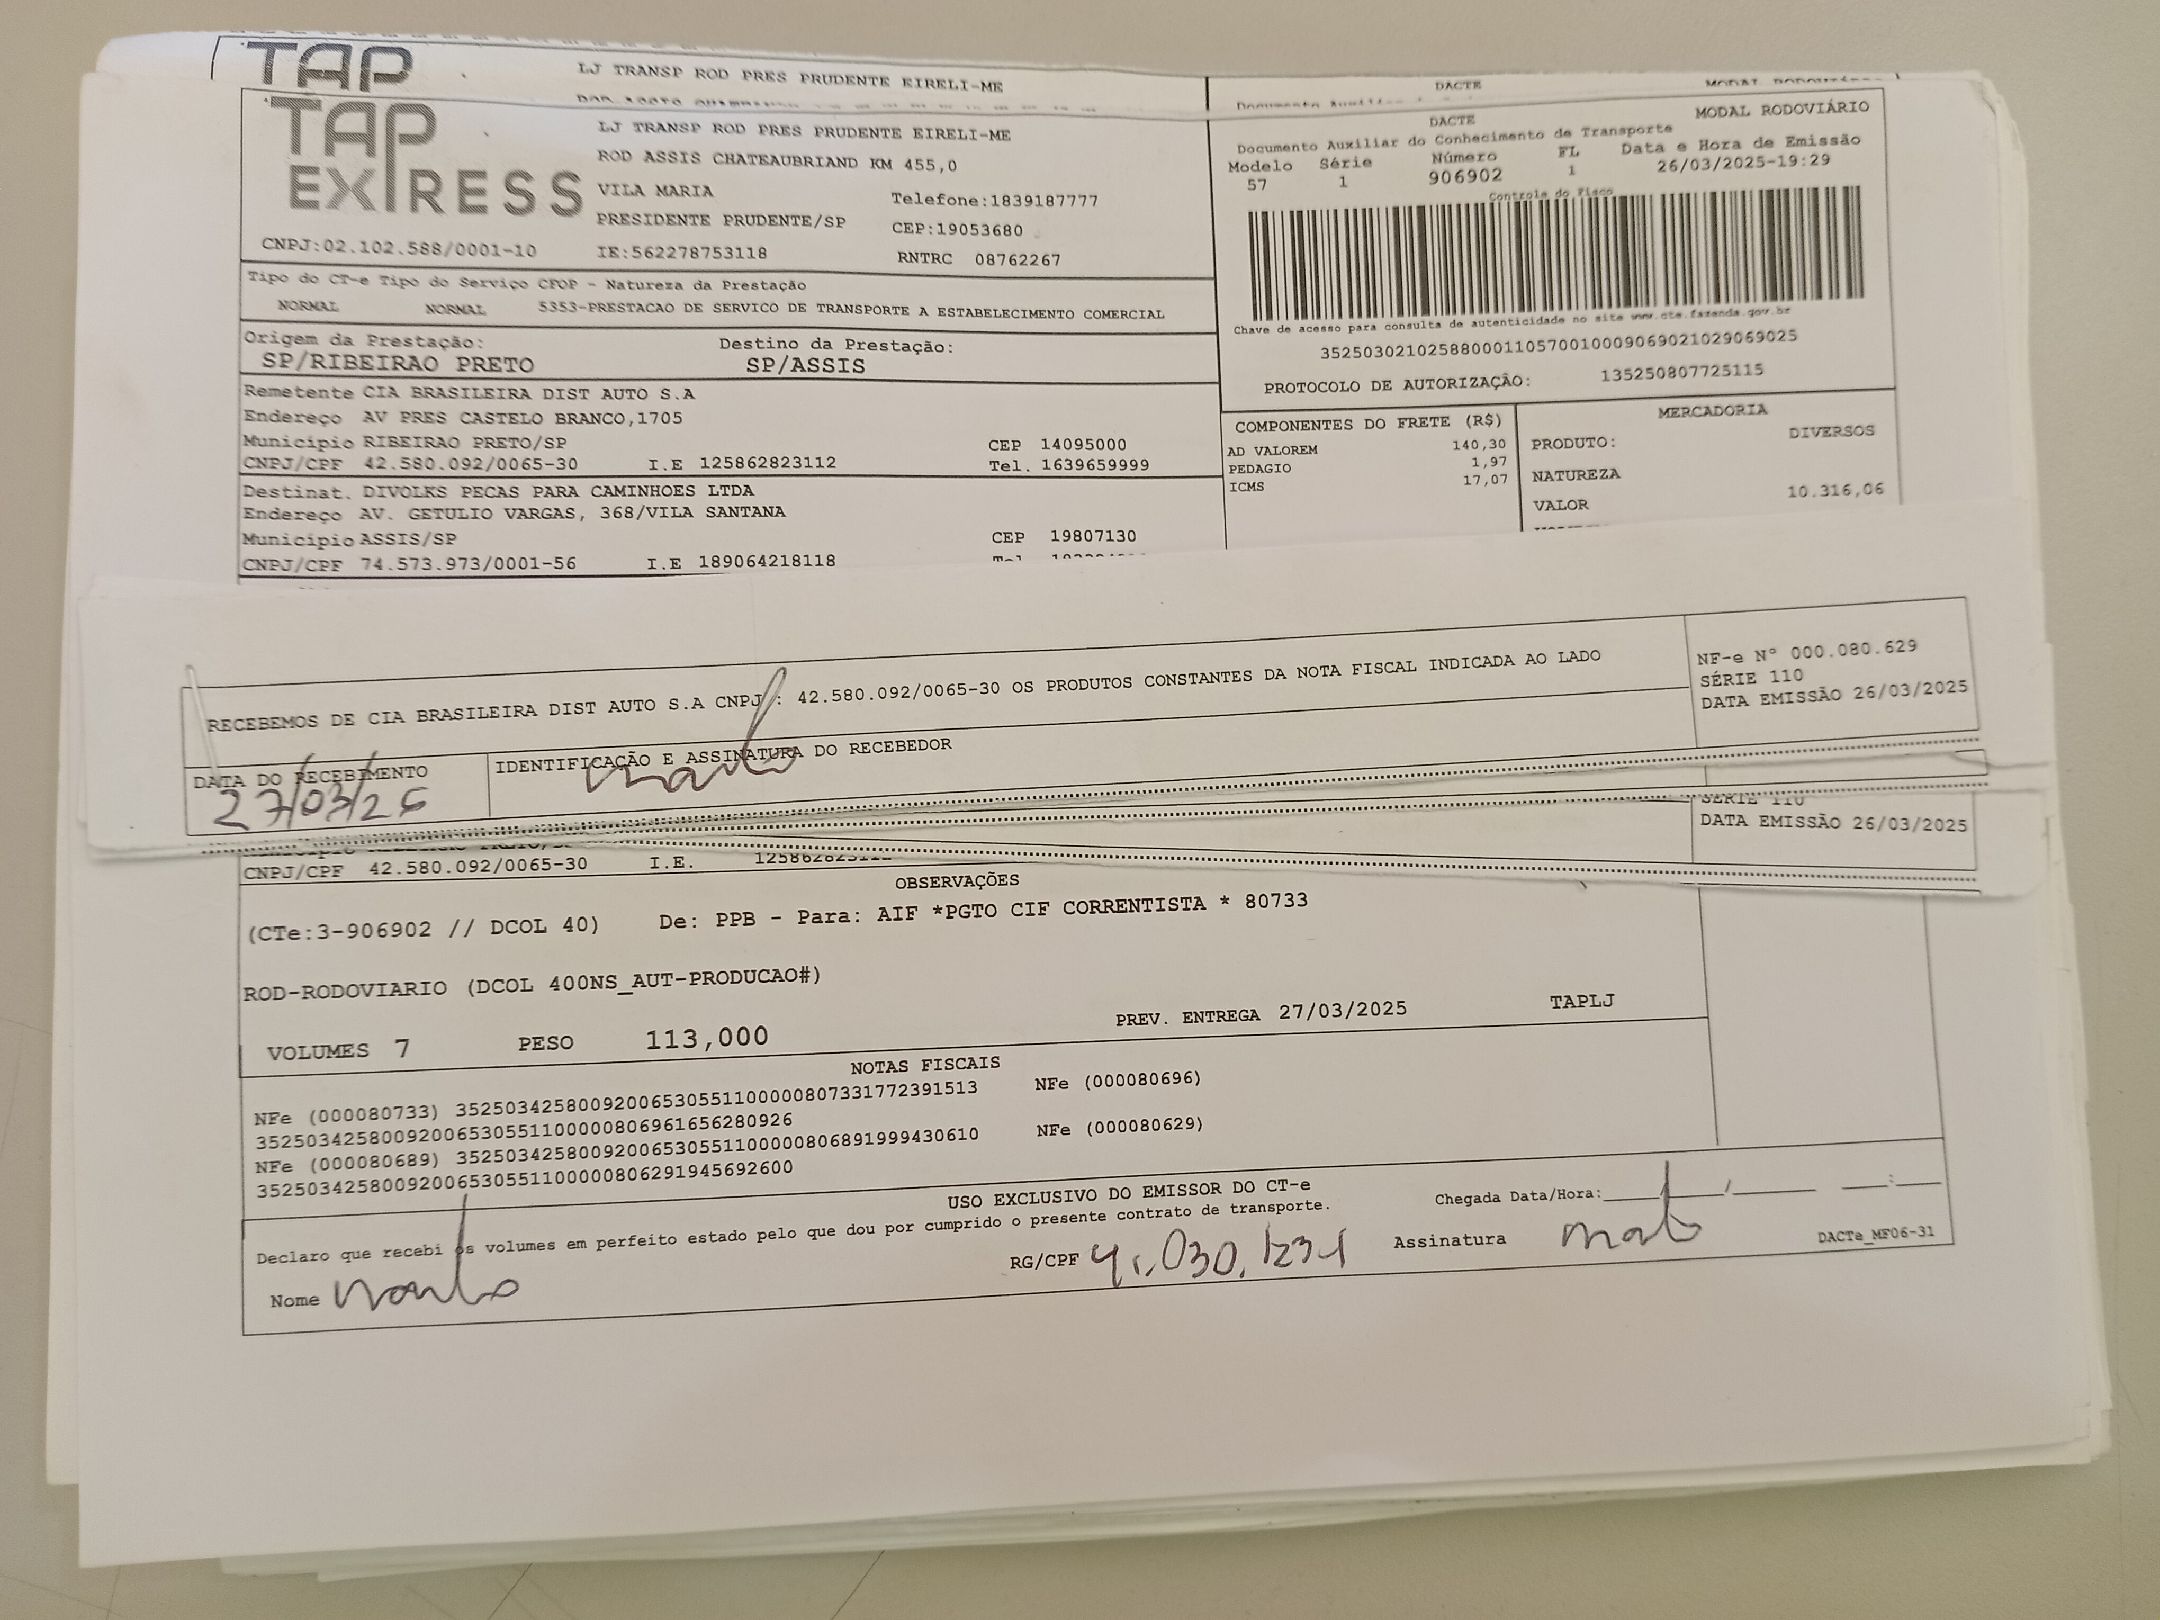 TAP
LJ TRANSP ROD PRES PRUDENTE EIRELI-ME
DACTE
TAP
EXPRESS
CNPJ:02.102.588/0001-10
LJ TRANSP ROD PRES PRUDENTE EIRELI-ME
ROD ASSIS CHATEAUBRIAND KM 455,0
VILA MARIA
Telefone:1839187777
PRESIDENTE PRUDENTE/SP
CEP:19053680
IE:562278753118
RNTRC 08762267
MODAL RODOVIÁRIO
DACTE
Documento Auxiliar do Conhecimento de Transporte
Modelo Série Número FL Data e Hora de Emissão
57 1 906902 1 26/03/2025-19:29
Controle do Fisco
Chave de acesso para consulta de autenticidade no site www.cte.fazenda.gov.br
35250302102588000110570010009069021029069025
PROTOCOLO DE AUTORIZAÇÃO: 135250807725115
Tipo do CT-e Tipo do Serviço CFOP - Natureza da Prestação
NORMAL NORMAL 5353-PRESTACAO DE SERVICO DE TRANSPORTE A ESTABELECIMENTO COMERCIAL
Origem da Prestação: Destino da Prestação:
SP/RIBEIRAO PRETO SP/ASSIS
Remetente CIA BRASILEIRA DIST AUTO S.A
Endereço AV PRES CASTELO BRANCO,1705
Município RIBEIRAO PRETO/SP CEP 14095000
CNPJ/CPF 42.580.092/0065-30 I.E 125862823112 Tel. 1639659999
Destinat. DIVOLKS PECAS PARA CAMINHOES LTDA
Endereço AV. GETULIO VARGAS, 368/VILA SANTANA
Município ASSIS/SP CEP 19807130
CNPJ/CPF 74.573.973/0001-56 I.E 189064218118
COMPONENTES DO FRETE (R$)
AD VALOREM 140,30
PEDAGIO 1,97
ICMS 17,07
MERCADORIA
PRODUTO: DIVERSOS
NATUREZA
VALOR 10.316,06
RECEBEMOS DE CIA BRASILEIRA DIST AUTO S.A CNPJ : 42.580.092/0065-30 OS PRODUTOS CONSTANTES DA NOTA FISCAL INDICADA AO LADO
NF-e Nº 000.080.629
SÉRIE 110
DATA EMISSÃO 26/03/2025
DATA DO RECEBIMENTO
27/03/25
IDENTIFICAÇÃO E ASSINATURA DO RECEBEDOR
SÉRIE 110
DATA EMISSÃO 26/03/2025
CNPJ/CPF 42.580.092/0065-30 I.E.
OBSERVAÇÕES
(CTe:3-906902 // DCOL 40) De: PPB - Para: AIF *PGTO CIF CORRENTISTA * 80733
ROD-RODOVIARIO (DCOL 400NS_AUT-PRODUCAO#)
VOLUMES 7 PESO 113,000 PREV. ENTREGA 27/03/2025 TAPLJ
NOTAS FISCAIS
NFe (000080733) 35250342580092006530551100000807331772391513 NFe (000080696)
35250342580092006530551100000806961656280926
NFe (000080689) 35250342580092006530551100000806891999430610 NFe (000080629)
35250342580092006530551100000806291945692600
USO EXCLUSIVO DO EMISSOR DO CT-e
Declaro que recebi os volumes em perfeito estado pelo que dou por cumprido o presente contrato de transporte.
Chegada Data/Hora:
Nome
RG/CPF
Assinatura
DACTe_MF06-31